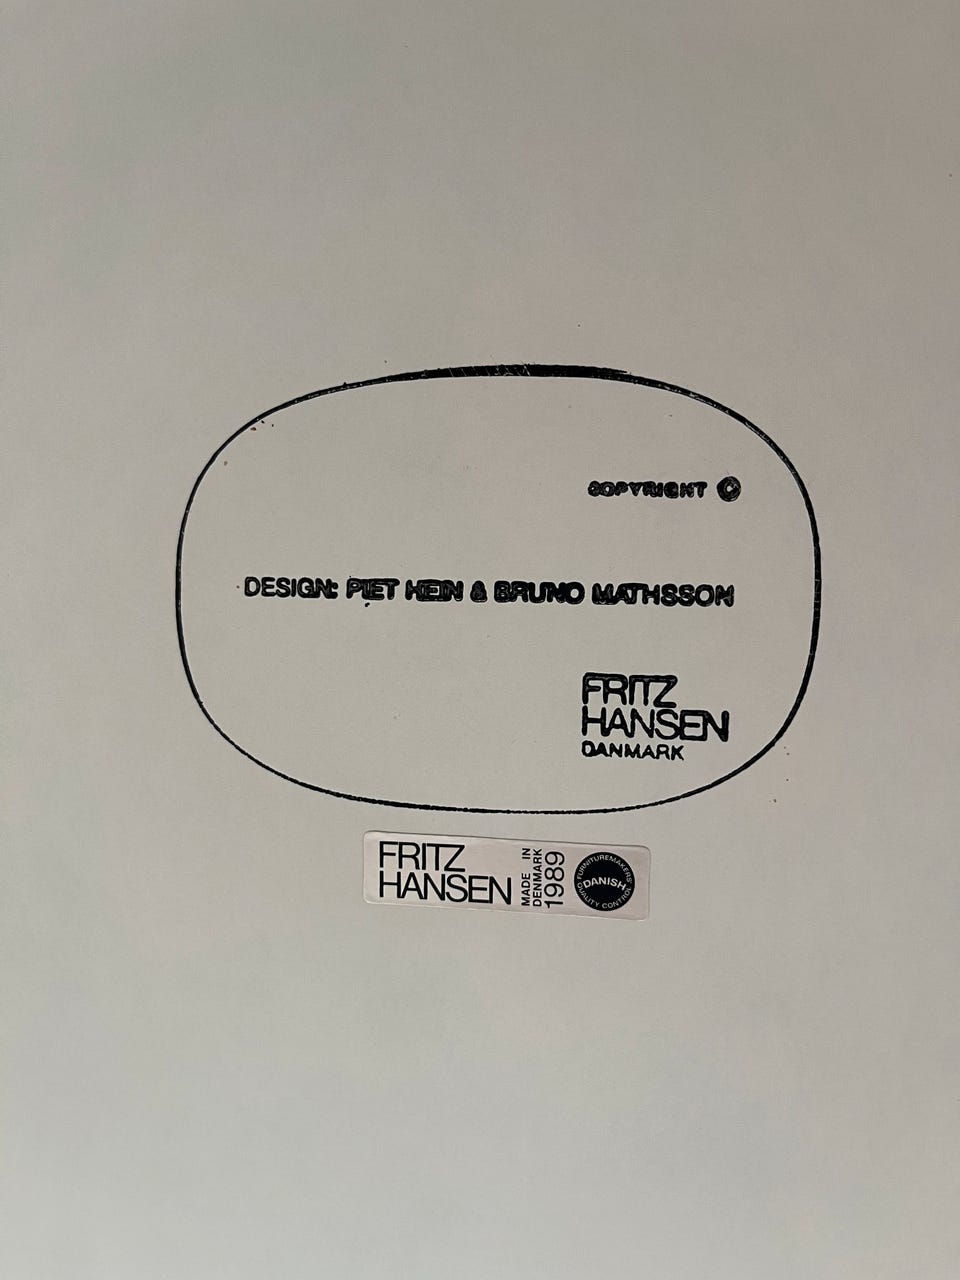 COPYRIGHT ©
DESIGN: PIET HEIN & BRUNO MATHSSON
FRITZ
HANSEN
DANMARK
FRITZ
HANSEN
MADE IN
DENMARK
1989
FURNITUREMAKERS'
DANISH
QUALITY CONTROL